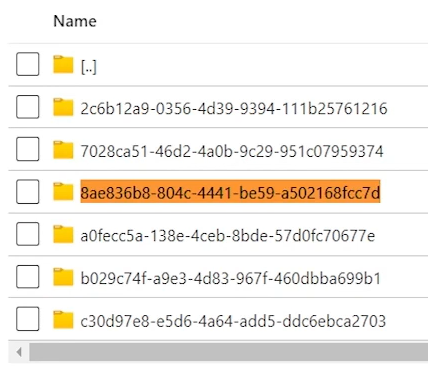 Name
[..]
2c6b12a9-0356-4d39-9394-111b25761216
7028ca51-46d2-4a0b-9c29-951c07959374
8ae836b8-804c-4441-be59-a502168fcc7d
a0fecc5a-138e-4ceb-8bde-57d0fc70677e
b029c74f-a9e3-4d83-967f-460dbba699b1
c30d97e8-e5d6-4a64-add5-ddc6ebca2703